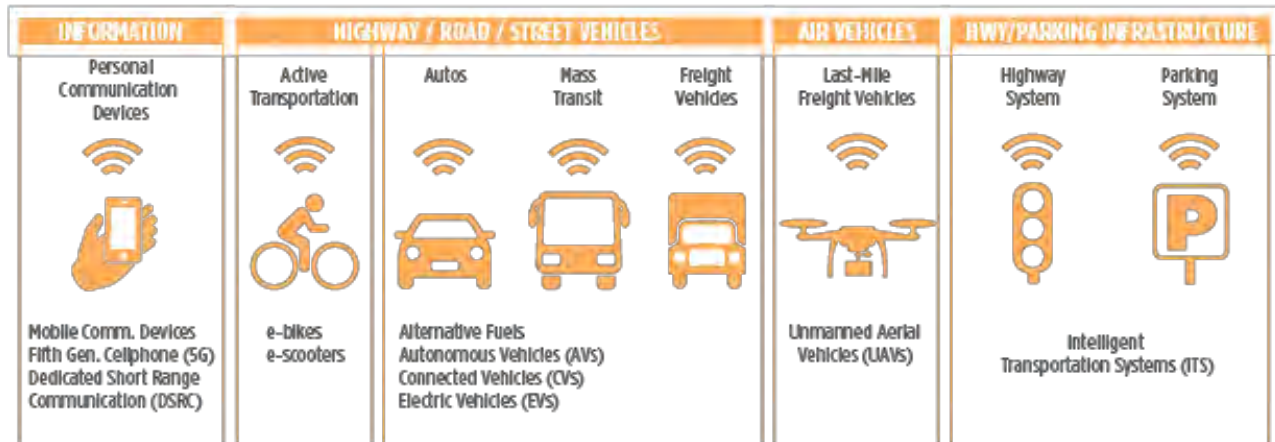 INFORMATION
HIGHWAY / ROAD / STREET VEHICLES
AIR VEHICLES
HWY/PARKING INFRASTRUCTURE
Personal
Communication
Devices
Active
Transportation
Autos
Mass
Transit
Freight
Vehicles
Last-Mile
Freight Vehicles
Highway
System
Parking
System
P
Mobile Comm. Devices
Fifth Gen. Cellphone (5G)
Dedicated Short Range
Communication (DSRC)
e-bikes
e-scooters
Alternative Fuels
Autonomous Vehicles (AVs)
Connected Vehicles (CVs)
Electric Vehicles (EVs)
Unmanned Aerial
Vehicles (UAVs)
Intelligent
Transportation Systems (ITS)